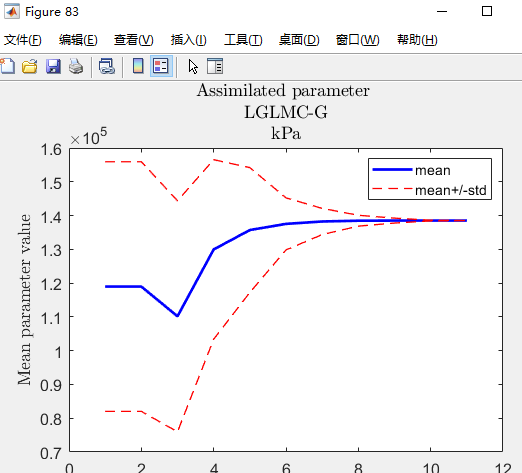 Figure 83
文件(F) 编辑(E) 查看(V) 插入(I) 工具(T) 桌面(D) 窗口(W) 帮助(H)
Assimilated parameter
LGLMC-G
kPa
×10^5
1.6
1.5
1.4
1.3
1.2
1.1
1
0.9
0.8
0.7
Mean parameter value
mean
mean+/-std
0 2 4 6 8 10 12